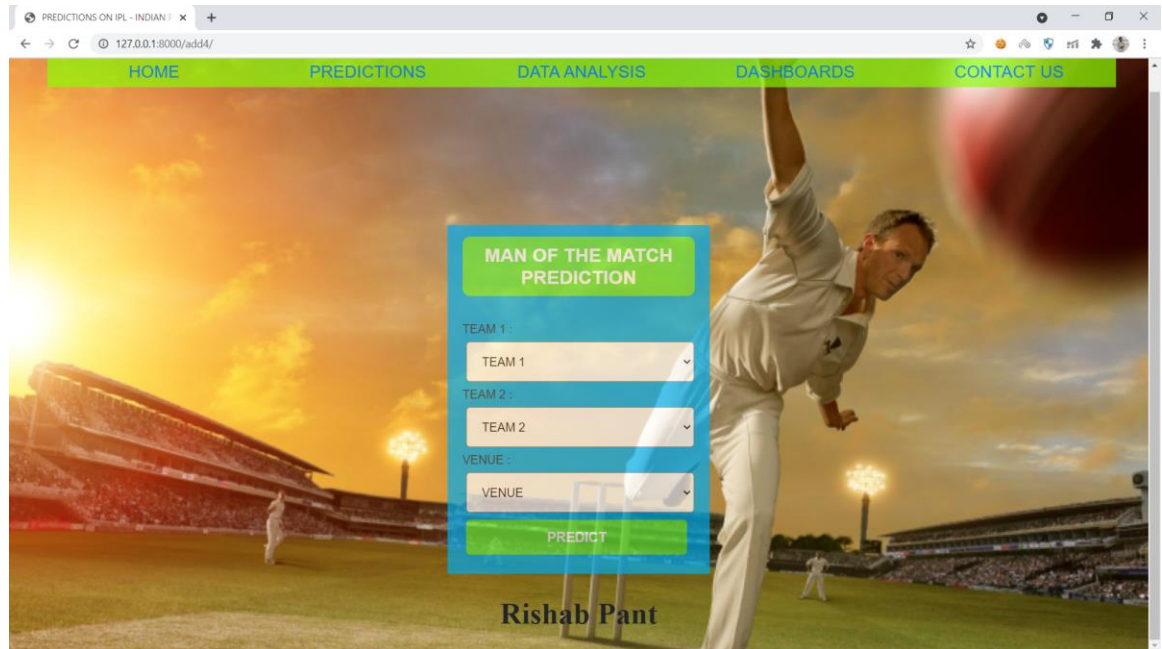 PREDICTIONS ON IPL - INDIAN
127.0.0.1:8000/add4/
HOME PREDICTIONS DATA ANALYSIS DASHBOARDS CONTACT US
MAN OF THE MATCH
PREDICTION
TEAM 1 :
TEAM 1
TEAM 2 :
TEAM 2
VENUE :
VENUE
PREDICT
Rishab Pant